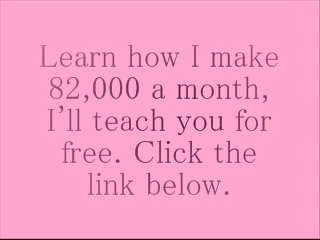 Learn how I make
82,000 a month,
I'll teach you for
free. Click the
link below.